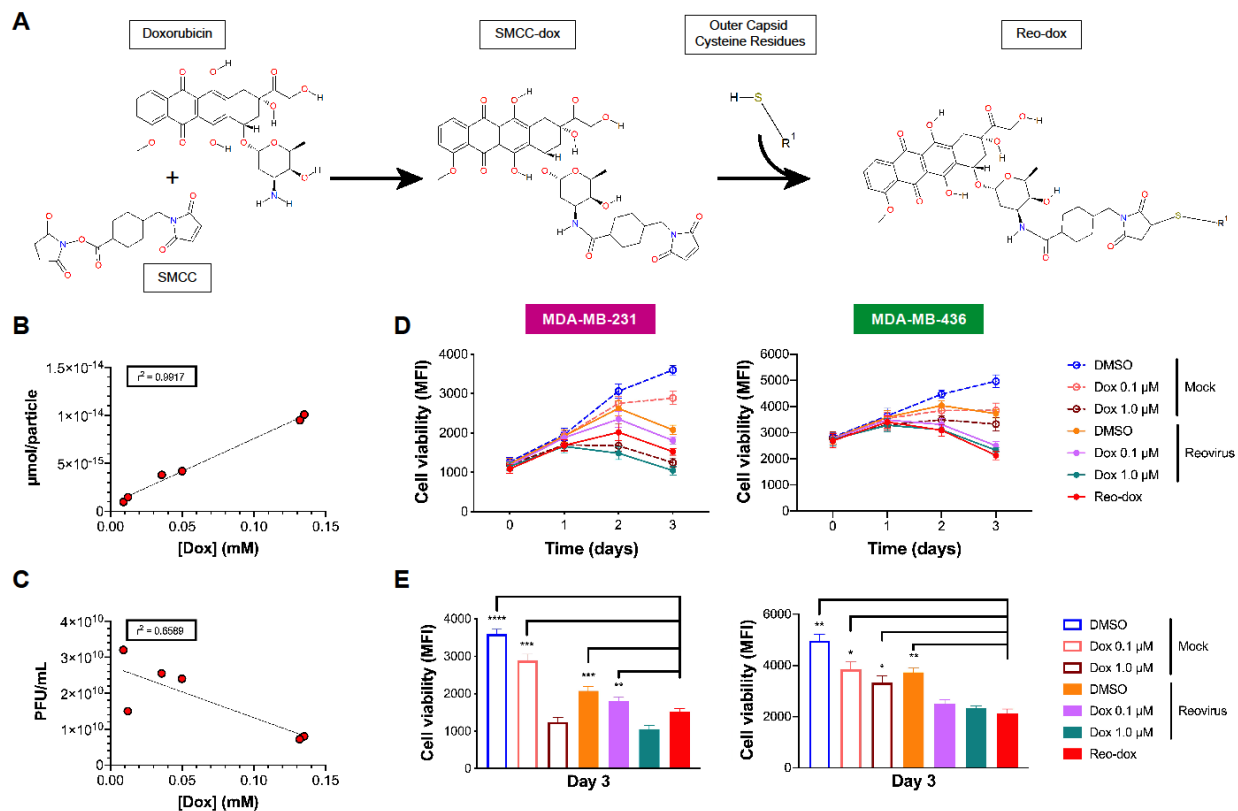 A
Doxorubicin
SMCC-dox
Outer Capsid
Cysteine Residues
Reo-dox
+
SMCC
B
µmol/particle
1.5×10⁻¹⁴
1×10⁻¹⁴
5×10⁻¹⁵
0
r² = 0.9917
0.00 0.05 0.10 0.15
[Dox] (mM)
C
PFU/mL
4×10¹⁰
3×10¹⁰
2×10¹⁰
1×10¹⁰
0
r² = 0.6589
0.00 0.05 0.10 0.15
[Dox] (mM)
D
MDA-MB-231
Cell viability (MFI)
4000
3000
2000
1000
0
0 1 2 3
Time (days)
MDA-MB-436
Cell viability (MFI)
6000
5000
4000
3000
2000
1000
0
0 1 2 3
Time (days)
DMSO
Dox 0.1 µM
Dox 1.0 µM
Mock
DMSO
Dox 0.1 µM
Dox 1.0 µM
Reovirus
Reo-dox
E
Cell viability (MFI)
4000
3000
2000
1000
0
****
***
***
**
Day 3
Cell viability (MFI)
6000
4000
2000
0
**
*
*
**
Day 3
DMSO
Dox 0.1 µM
Dox 1.0 µM
Mock
DMSO
Dox 0.1 µM
Dox 1.0 µM
Reovirus
Reo-dox